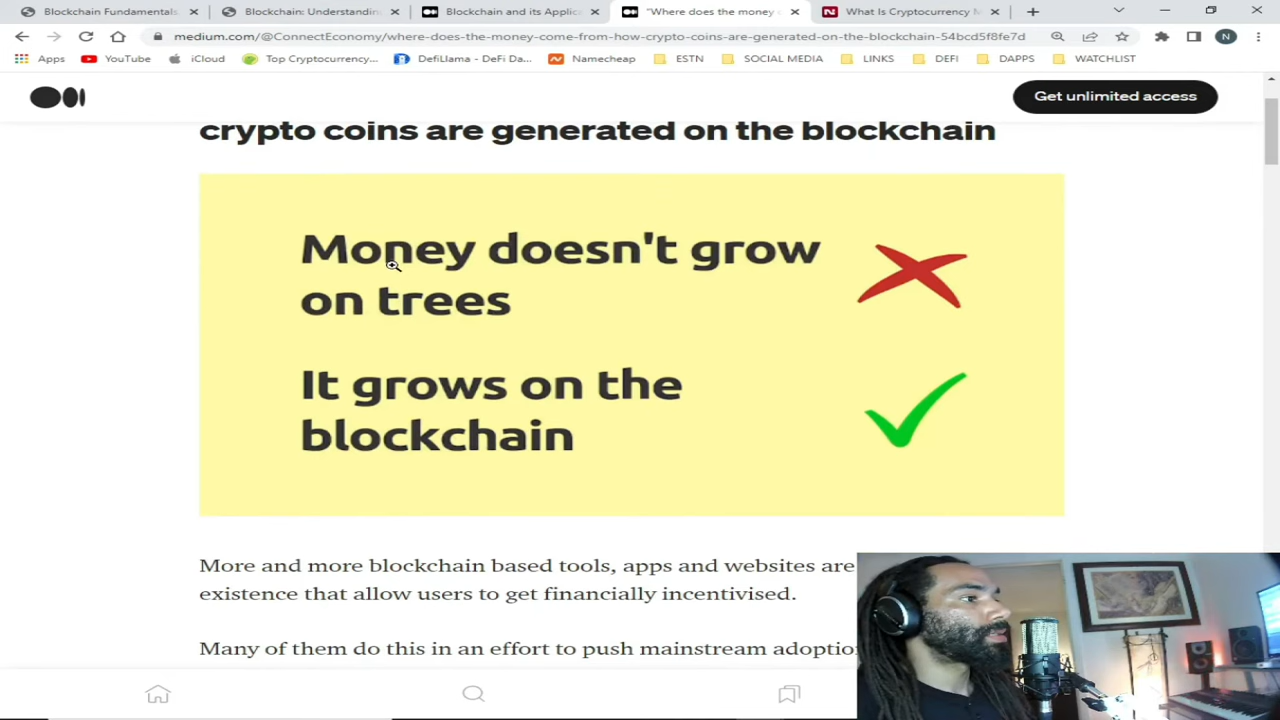 Blockchain Fundamentals
Blockchain: Understandin
Blockchain and its Applic
"Where does the money
What Is Cryptocurrency M
medium.com/@ConnectEconomy/where-does-the-money-come-from-how-crypto-coins-are-generated-on-the-blockchain-54bcd5f8fe7d
N
Apps
YouTube
iCloud
Top Cryptocurrency...
DefiLlama - DeFi Da...
Namecheap
ESTN
SOCIAL MEDIA
LINKS
DEFI
DAPPS
WATCHLIST
Get unlimited access
crypto coins are generated on the blockchain
Money doesn't grow
on trees
It grows on the
blockchain
More and more blockchain based tools, apps and websites are
existence that allow users to get financially incentivised.
Many of them do this in an effort to push mainstream adoptio